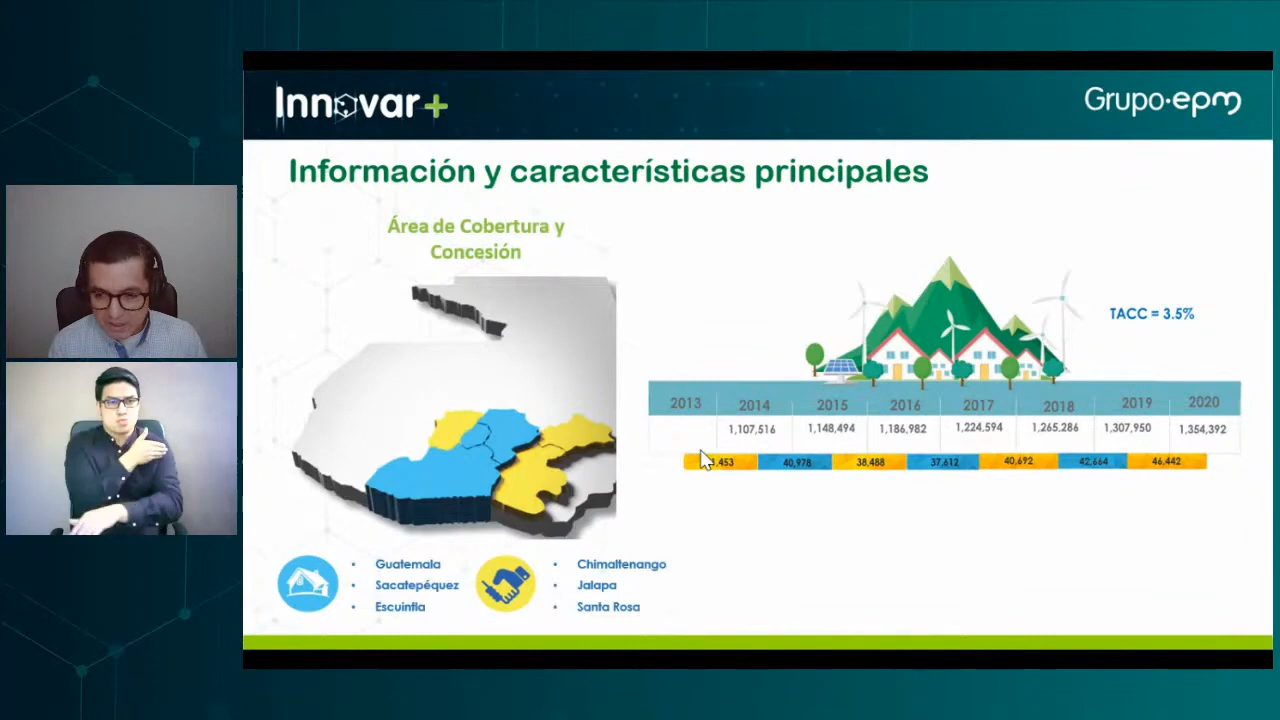 Innovar+
Grupo·epm
Información y características principales
Área de Cobertura y
Concesión
TACC = 3.5%
2013 2014 2015 2016 2017 2018 2019 2020
1,107,516 1,148,494 1,186,982 1,224,594 1,265,286 1,307,950 1,354,392
,453 40,978 38,488 37,612 40,692 42,664 46,442
• Guatemala
• Sacatepéquez
• Escuintla
• Chimaltenango
• Jalapa
• Santa Rosa